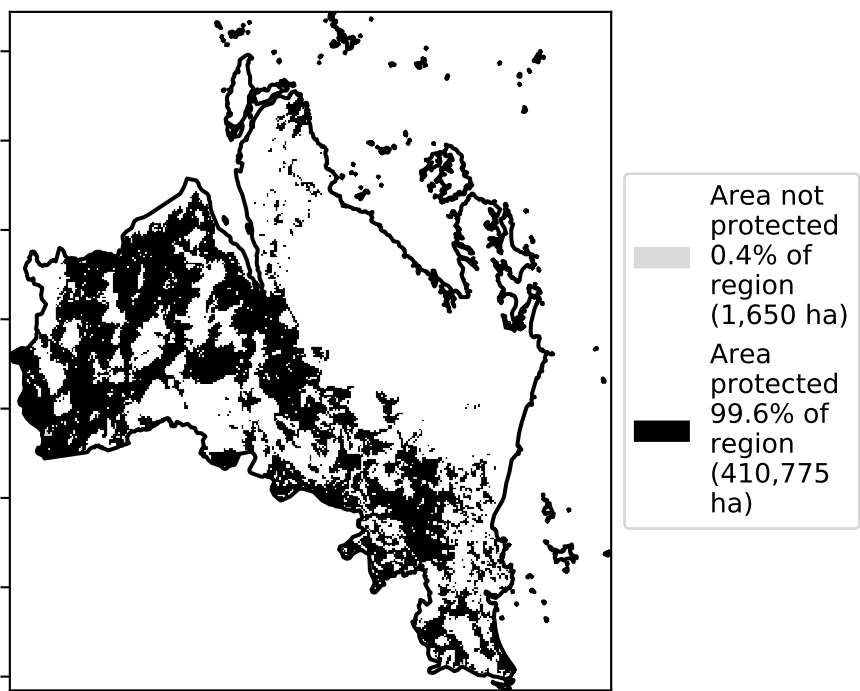 Area not
protected
0.4% of
region
(1,650 ha)
Area
protected
99.6% of
region
(410,775
ha)